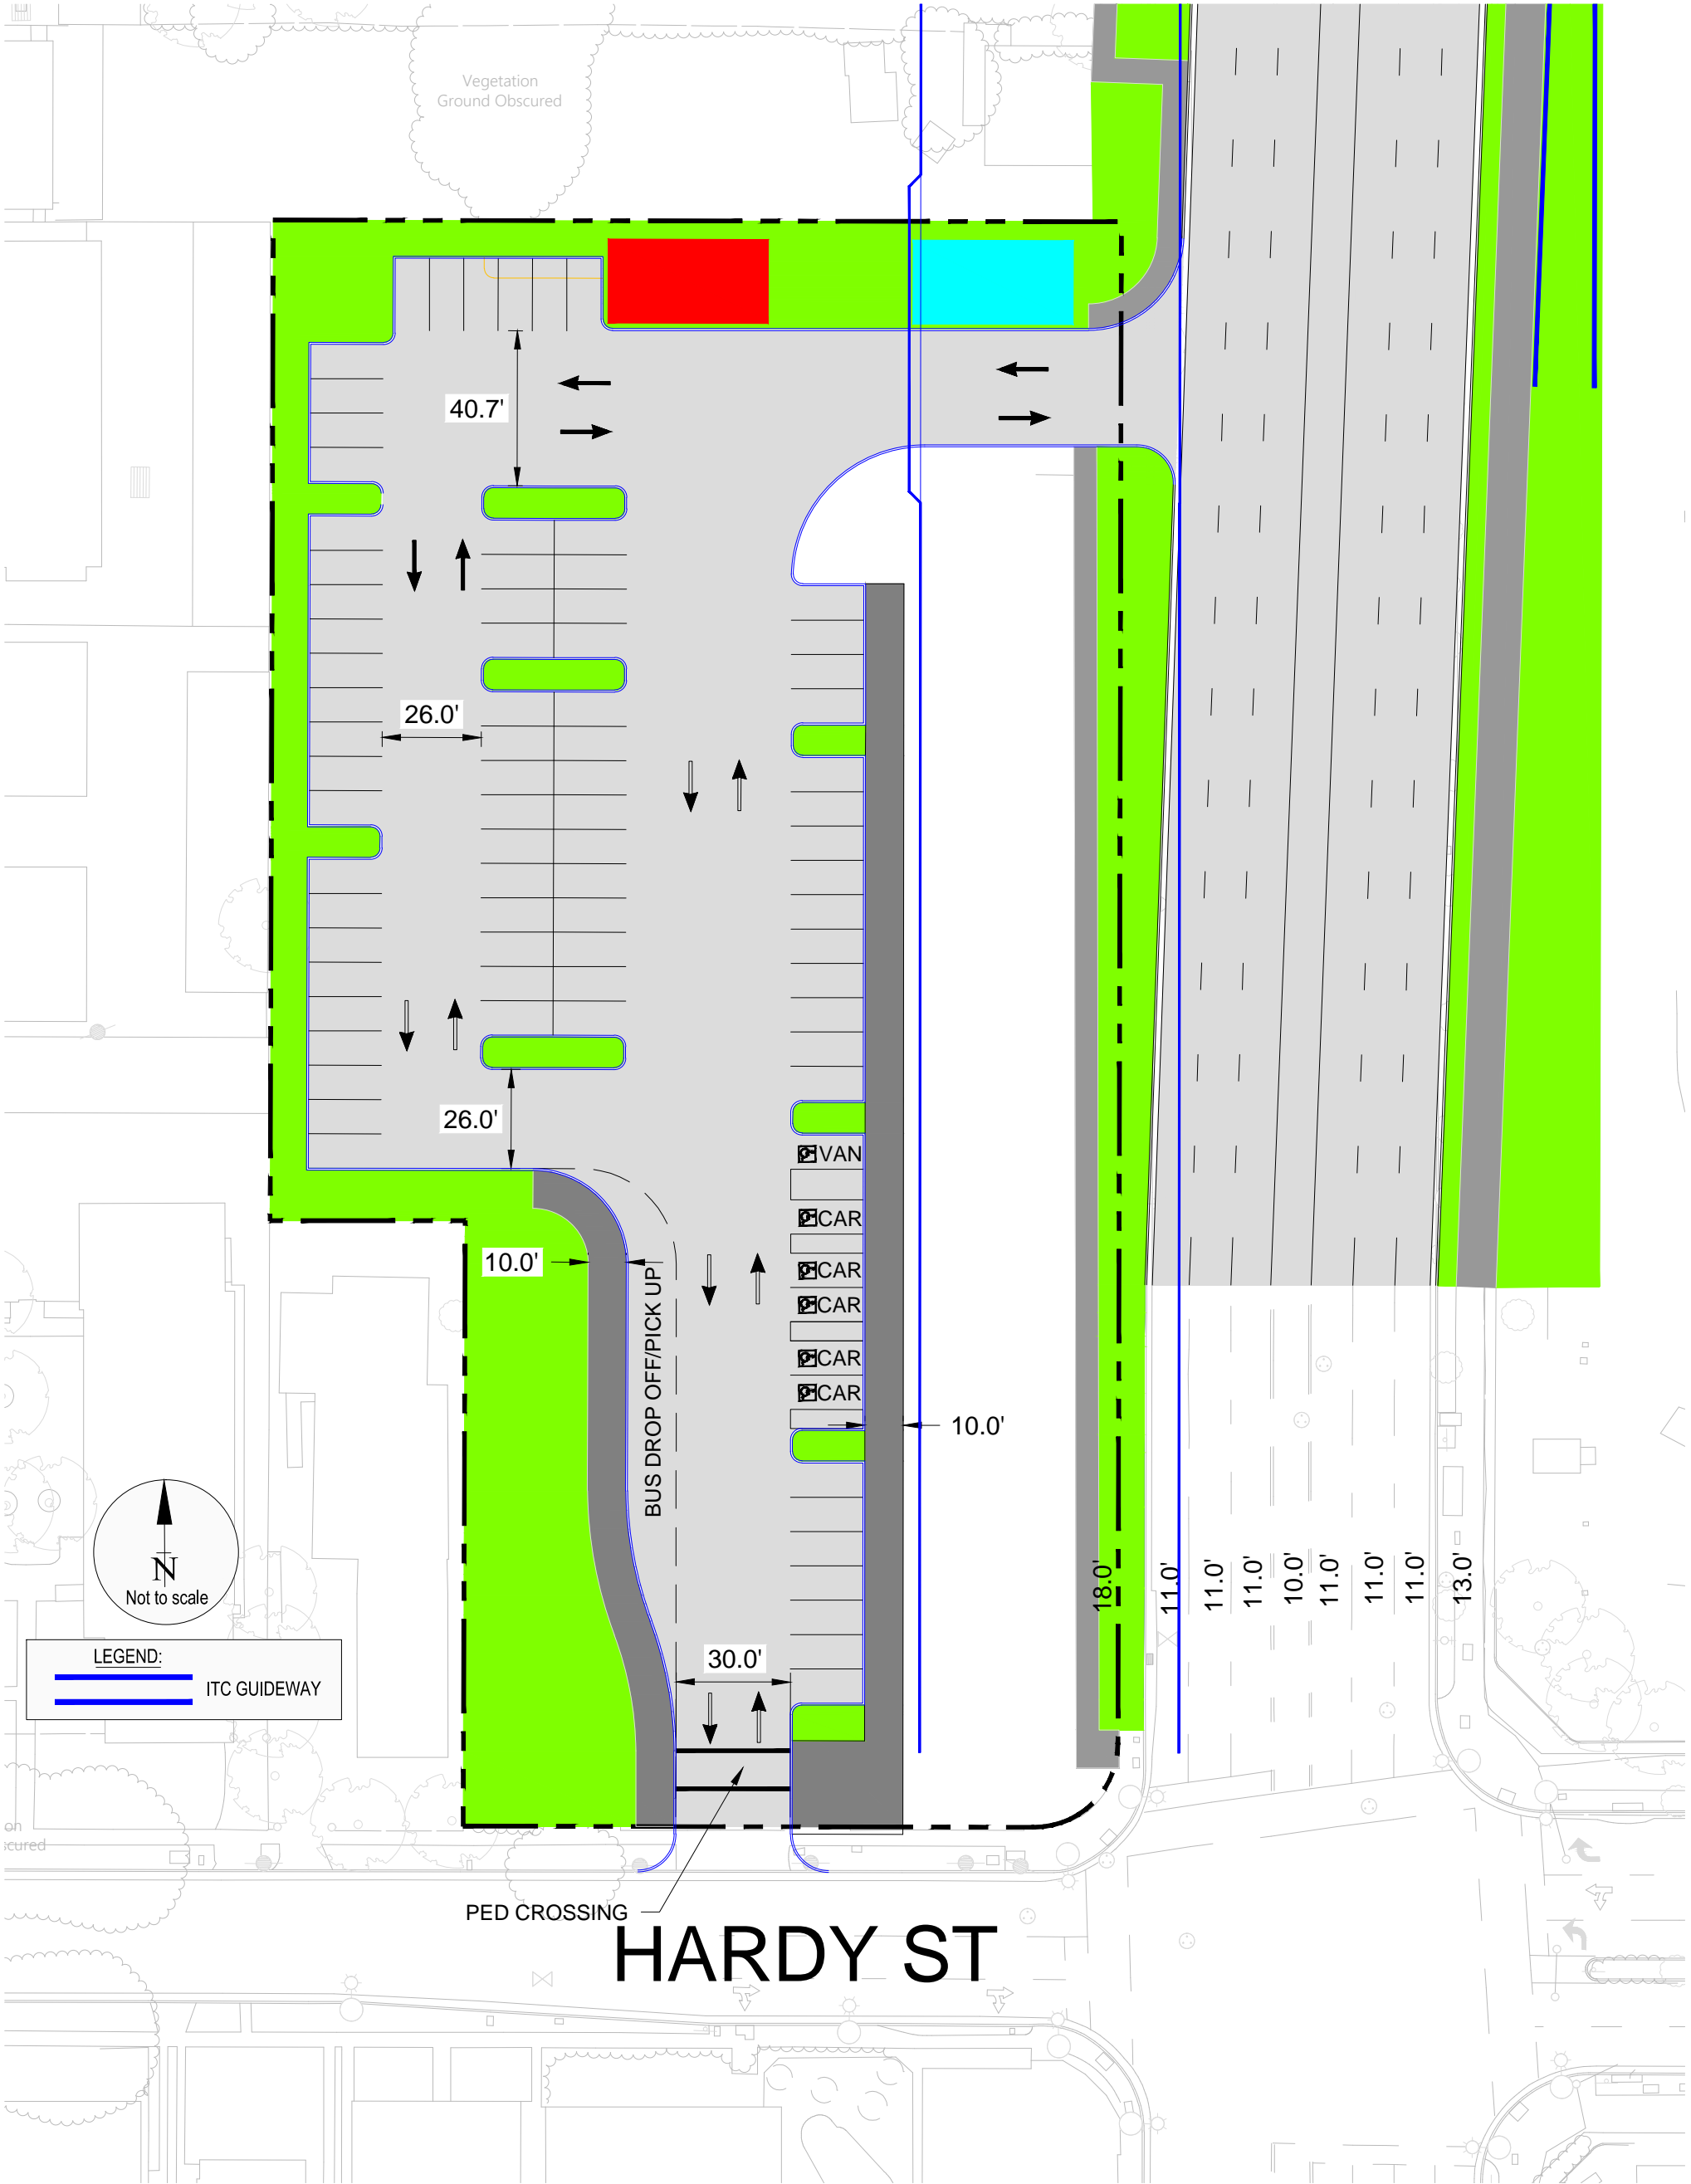 Vegetation
Ground Obscured
40.7'
26.0'
26.0'
VAN
CAR
10.0'
CAR
CAR
CAR
CAR
BUS DROP OFF/PICK UP
10.0'
N
Not to scale
18.0'
11.0'
11.0'
11.0'
10.0'
11.0'
11.0'
11.0'
13.0'
LEGEND:
ITC GUIDEWAY
30.0'
PED CROSSING
HARDY ST